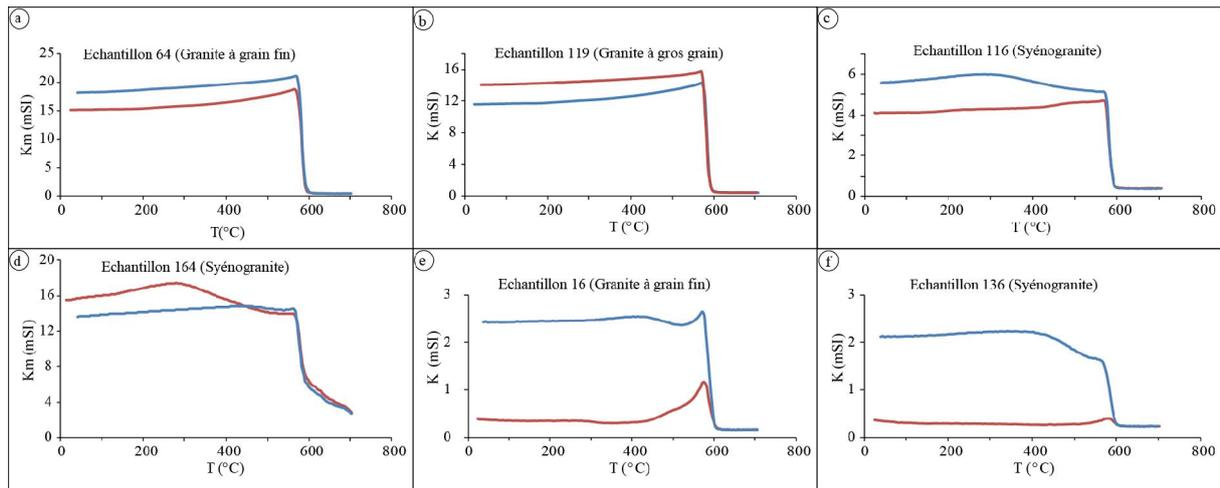 a
Echantillon 64 (Granite à grain fin)
Km (mSI)
25
20
15
10
5
0
0 200 400 600 800
T(°C)
b
Echantillon 119 (Granite à gros grain)
K (mSI)
16
12
8
4
0
0 200 400 600 800
T (°C)
c
Echantillon 116 (Syénogranite)
K (mSI)
6
4
2
0
0 200 400 600 800
T (°C)
d
Echantillon 164 (Syénogranite)
Km (mSI)
20
16
12
8
4
0
0 200 400 600 800
T (°C)
e
Echantillon 16 (Granite à grain fin)
K (mSI)
3
2
1
0
0 200 400 600 800
T (°C)
f
Echantillon 136 (Syénogranite)
K (mSI)
3
2
1
0
0 200 400 600 800
T (°C)